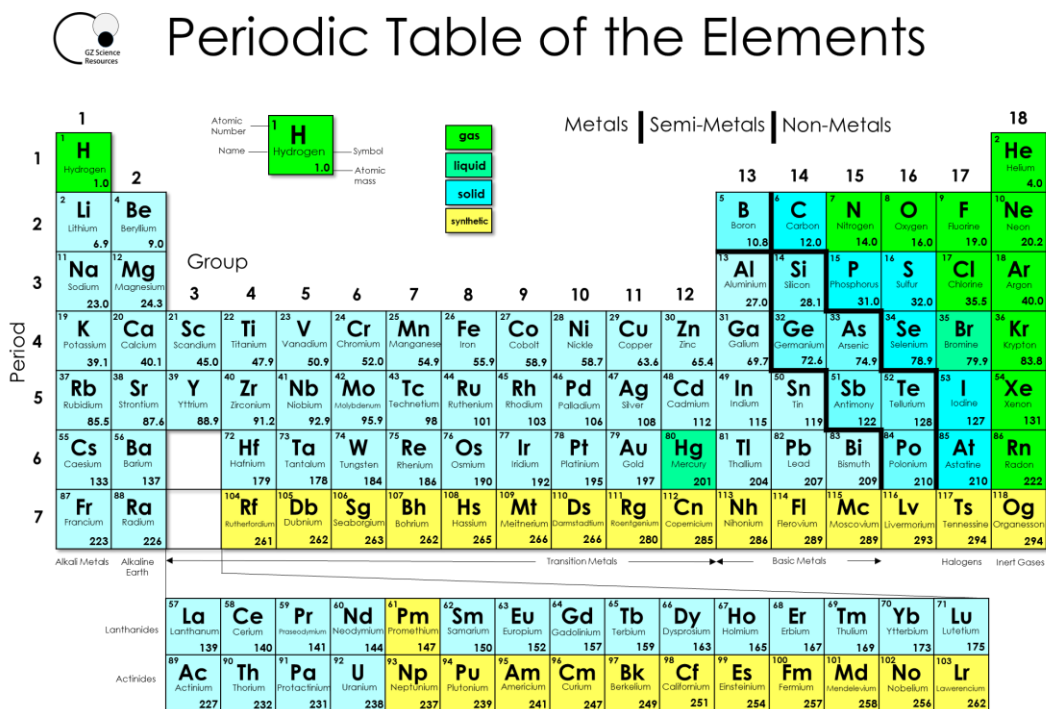 GZ Science
Resources
Periodic Table of the Elements
1
18
Atomic
Number
Name
1
H
Hydrogen
1.0
Symbol
Atomic
mass
gas
liquid
solid
synthetic
Metals Semi-Metals Non-Metals
Period
Group
2 13 14 15 16 17
3 4 5 6 7 8 9 10 11 12
1
1 H Hydrogen 1.0
2 He Helium 4.0
2
2 Li Lithium 6.9
4 Be Beryllium 9.0
5 B Boron 10.8
6 C Carbon 12.0
7 N Nitrogen 14.0
8 O Oxygen 16.0
9 F Fluorine 19.0
10 Ne Neon 20.2
3
11 Na Sodium 23.0
12 Mg Magnesium 24.3
13 Al Aluminium 27.0
14 Si Silicon 28.1
15 P Phosphorus 31.0
16 S Sulfur 32.0
17 Cl Chlorine 35.5
18 Ar Argon 40.0
4
19 K Potassium 39.1
20 Ca Calcium 40.1
21 Sc Scandium 45.0
22 Ti Titanium 47.9
23 V Vanadium 50.9
24 Cr Chromium 52.0
25 Mn Manganese 54.9
26 Fe Iron 55.9
27 Co Cobolt 58.9
28 Ni Nickle 58.7
29 Cu Copper 63.6
30 Zn Zinc 65.4
31 Ga Galium 69.7
32 Ge Germanium 72.6
33 As Arsenic 74.9
34 Se Selenium 78.9
35 Br Bromine 79.9
36 Kr Krypton 83.8
5
37 Rb Rubidium 85.5
38 Sr Strontium 87.6
39 Y Yttrium 88.9
40 Zr Zirconium 91.2
41 Nb Niobium 92.9
42 Mo Molybdenum 95.9
43 Tc Technetium 98
44 Ru Ruthenium 101
45 Rh Rhodium 103
46 Pd Palladium 106
47 Ag Silver 108
48 Cd Cadmium 112
49 In Indium 115
50 Sn Tin 119
51 Sb Antimony 122
52 Te Tellurium 128
53 I Iodine 127
54 Xe Xenon 131
6
55 Cs Caesium 133
56 Ba Barium 137
72 Hf Hafnium 179
73 Ta Tantalum 178
74 W Tungsten 184
75 Re Rhenium 186
76 Os Osmium 190
77 Ir Iridium 192
78 Pt Platinium 195
79 Au Gold 197
80 Hg Mercury 201
81 Tl Thallium 204
82 Pb Lead 207
83 Bi Bismuth 209
84 Po Polonium 210
85 At Astatine 210
86 Rn Radon 222
7
87 Fr Francium 223
88 Ra Radium 226
104 Rf Rutherfordium 261
105 Db Dubnium 262
106 Sg Seaborgium 263
107 Bh Bohrium 262
108 Hs Hassium 265
109 Mt Meitnerium 266
110 Ds Darmstadtium 266
111 Rg Roentgenium 280
112 Cn Copernicium 285
113 Nh Nihonium 286
114 Fl Flerovium 289
115 Mc Moscovium 289
116 Lv Livermorium 293
117 Ts Tennessine 294
118 Og Organesson 294
Alkali Metals
Alkaline
Earth
Transition Metals
Basic Metals
Halogens
Inert Gases
Lanthanides
57 La Lanthanum 139
58 Ce Cerium 140
59 Pr Praseodymium 141
60 Nd Neodymium 144
61 Pm Promethium 147
62 Sm Samarium 150
63 Eu Europium 152
64 Gd Gadolinium 157
65 Tb Terbium 159
66 Dy Dysprosium 163
67 Ho Holmium 165
68 Er Erbium 167
69 Tm Thulium 169
70 Yb Ytterbium 173
71 Lu Lutetium 175
Actinides
89 Ac Actinium 227
90 Th Thorium 232
91 Pa Protactinium 231
92 U Uranium 238
93 Np Neptunium 237
94 Pu Plutonium 239
95 Am Americium 241
96 Cm Curium 247
97 Bk Berkelium 249
98 Cf Californium 251
99 Es Einsteinium 254
100 Fm Fermium 257
101 Md Mendelevium 258
102 No Nobelium 256
103 Lr Lawerencium 262